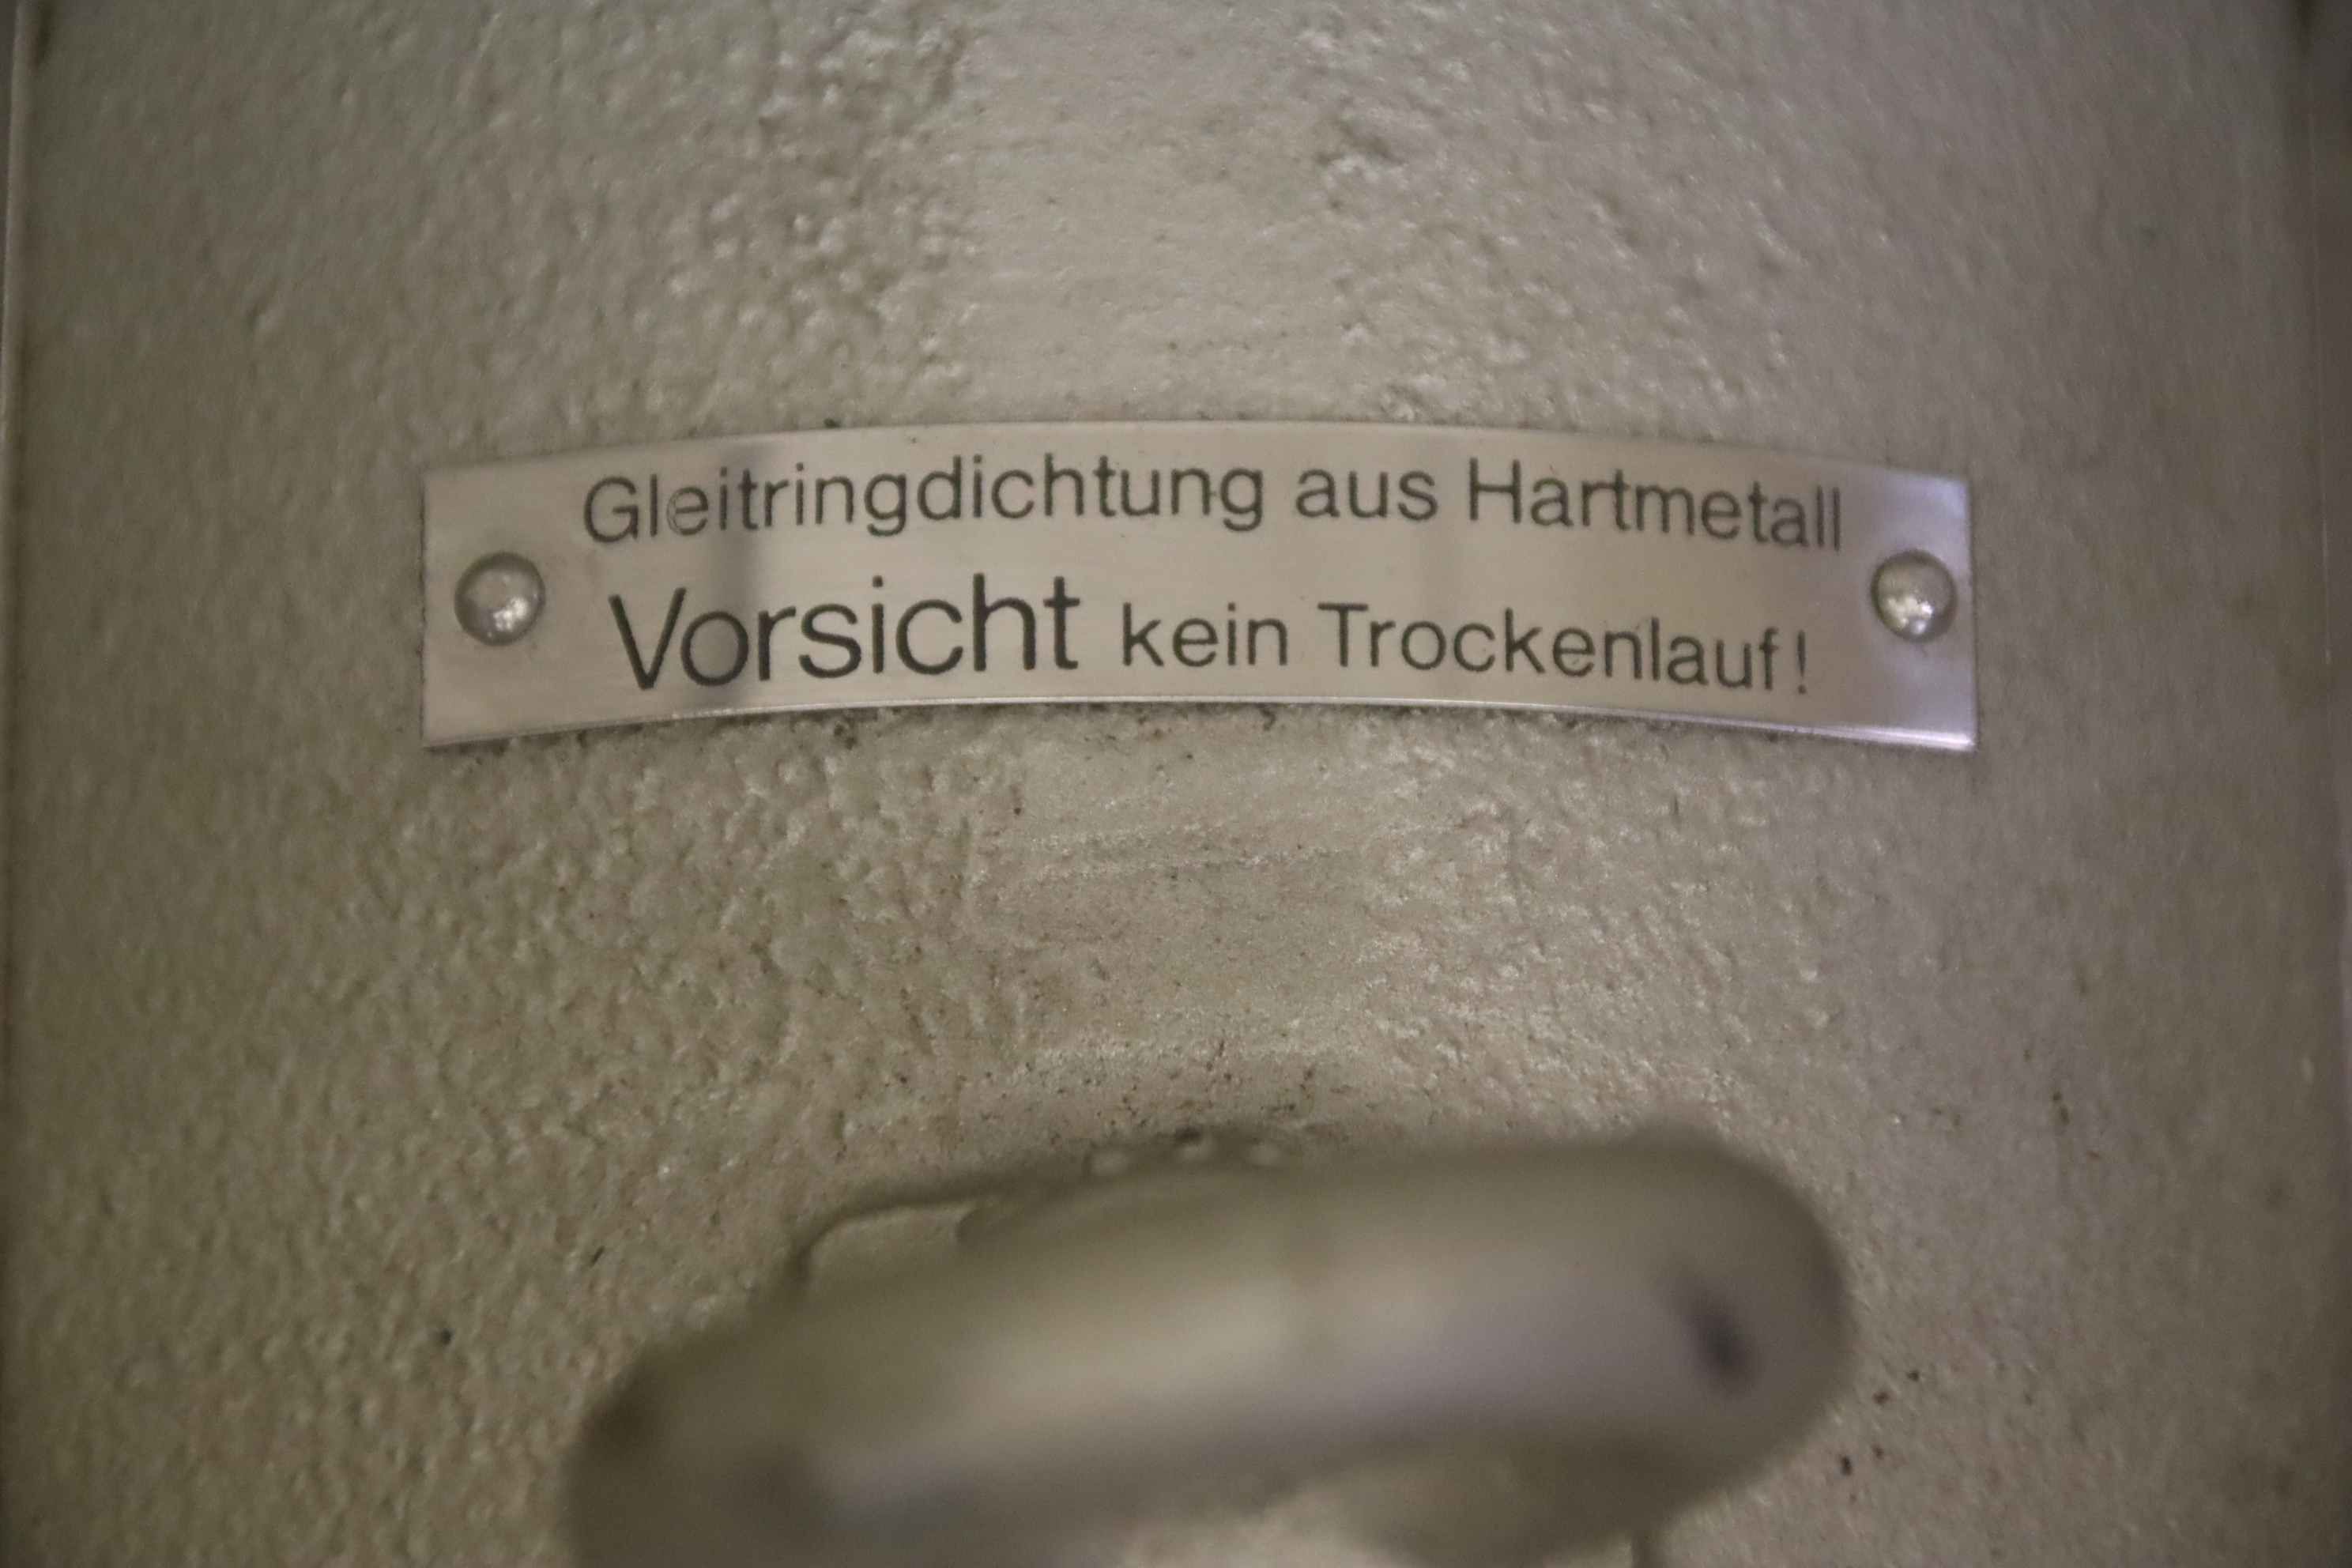 Gleitringdichtung aus Hartmetall
Vorsicht kein Trockenlauf!